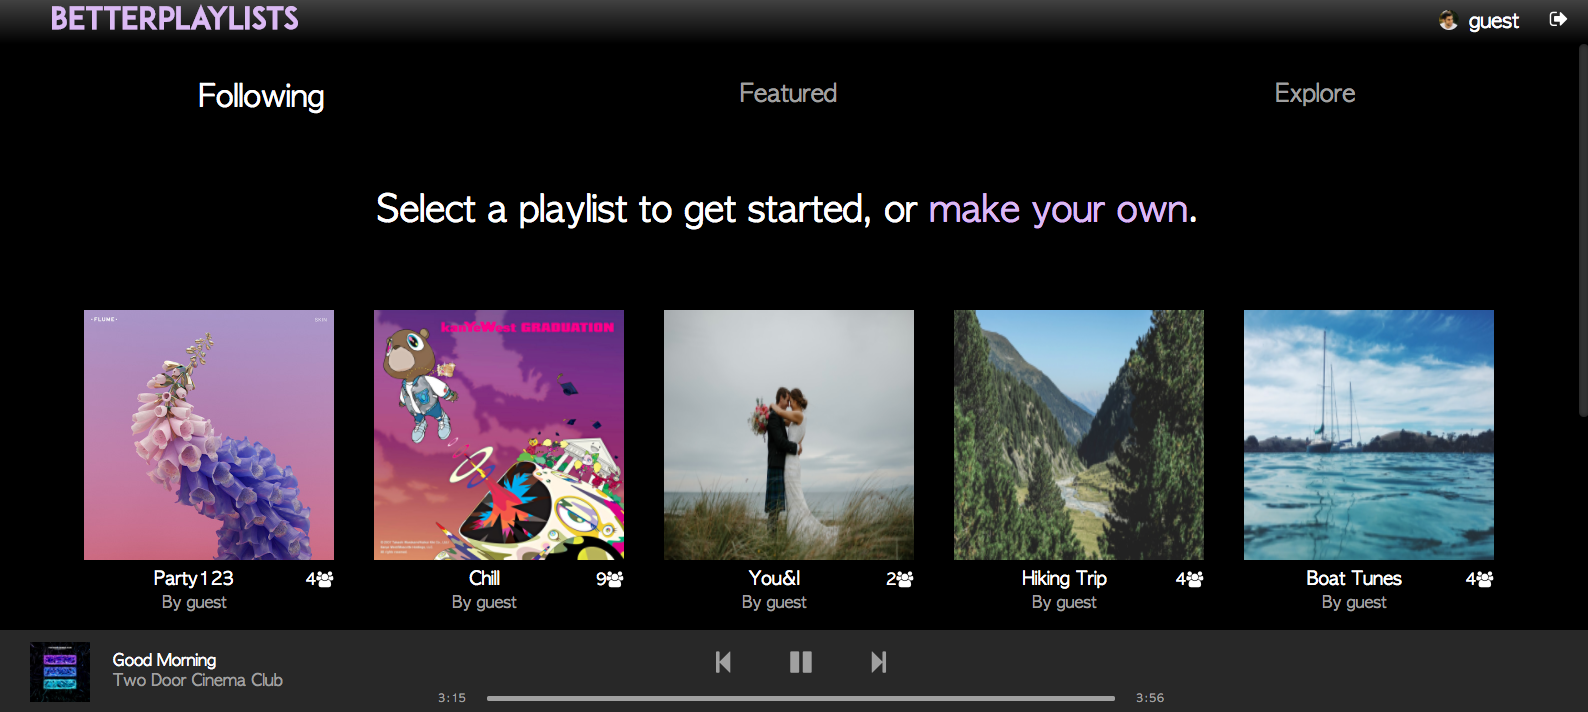 BETTERPLAYLISTS
guest
Following
Featured
Explore
Select a playlist to get started, or make your own.
·FLUME·
SKIN
kanYeWest GRADUATION
Party123
4
By guest
Chill
9
By guest
You&I
2
By guest
Hiking Trip
4
By guest
Boat Tunes
4
By guest
Good Morning
Two Door Cinema Club
3:15
3:56